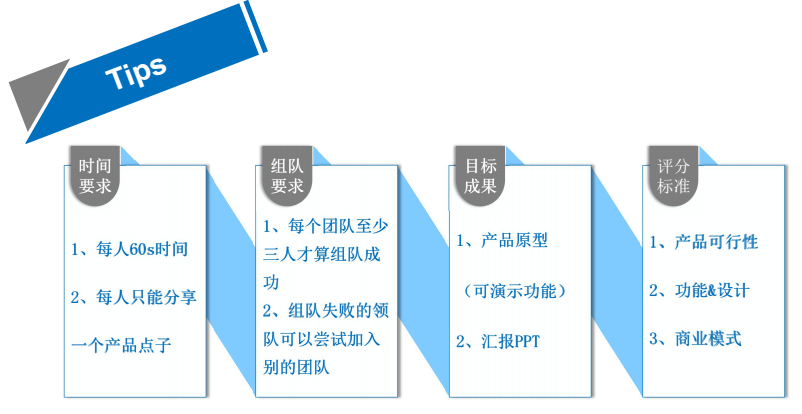 Tips
时间
要求
1、每人60s时间
2、每人只能分享
一个产品点子
组队
要求
1、每个团队至少
三人才算组队成
功
2、组队失败的领
队可以尝试加入
别的团队
目标
成果
1、产品原型
（可演示功能）
2、汇报PPT
评分
标准
1、产品可行性
2、功能&设计
3、商业模式